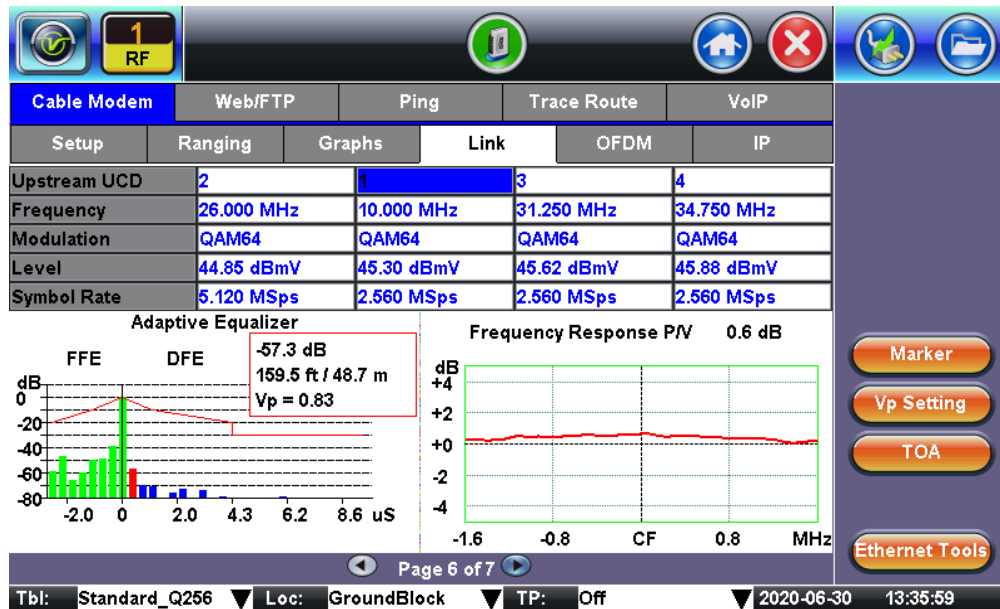 1
RF
Cable Modem Web/FTP Ping Trace Route VoIP
Setup Ranging Graphs Link OFDM IP
Upstream UCD 2 1 3 4
Frequency 26.000 MHz 10.000 MHz 31.250 MHz 34.750 MHz
Modulation QAM64 QAM64 QAM64 QAM64
Level 44.85 dBmV 45.30 dBmV 45.62 dBmV 45.88 dBmV
Symbol Rate 5.120 MSps 2.560 MSps 2.560 MSps 2.560 MSps
Adaptive Equalizer
FFE DFE
-57.3 dB
159.5 ft / 48.7 m
Vp = 0.83
dB
0
-20
-40
-60
-80
-2.0 0 2.0 4.3 6.2 8.6 uS
Frequency Response P/V 0.6 dB
dB
+4
+2
+0
-2
-4
-1.6 -0.8 CF 0.8 MHz
Marker
Vp Setting
TOA
Ethernet Tools
Page 6 of 7
Tbl: Standard_Q256 Loc: GroundBlock TP: Off 2020-06-30 13:35:59